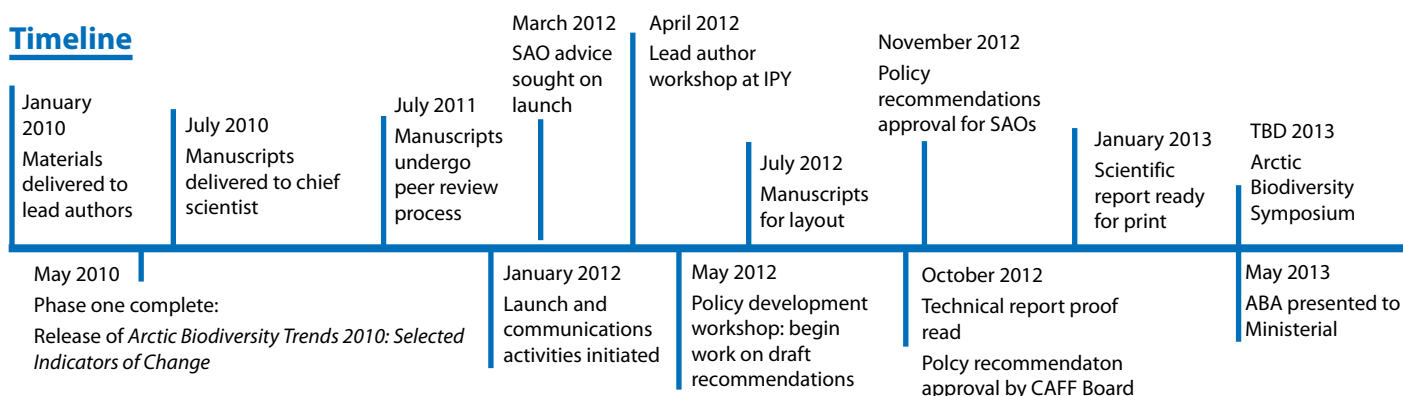 Timeline
January
2010
Materials
delivered to
lead authors
May 2010
Phase one complete:
Release of Arctic Biodiversity Trends 2010: Selected
Indicators of Change
July 2010
Manuscripts
delivered to chief
scientist
July 2011
Manuscripts
undergo
peer review
process
January 2012
Launch and
communications
activities initiated
March 2012
SAO advice
sought on
launch
April 2012
Lead author
workshop at IPY
May 2012
Policy development
workshop: begin
work on draft
recommendations
July 2012
Manuscripts
for layout
October 2012
Technical report proof
read
Polcy recommendaton
approval by CAFF Board
November 2012
Policy
recommendations
approval for SAOs
January 2013
Scientific
report ready
for print
TBD 2013
Arctic
Biodiversity
Symposium
May 2013
ABA presented to
Ministerial